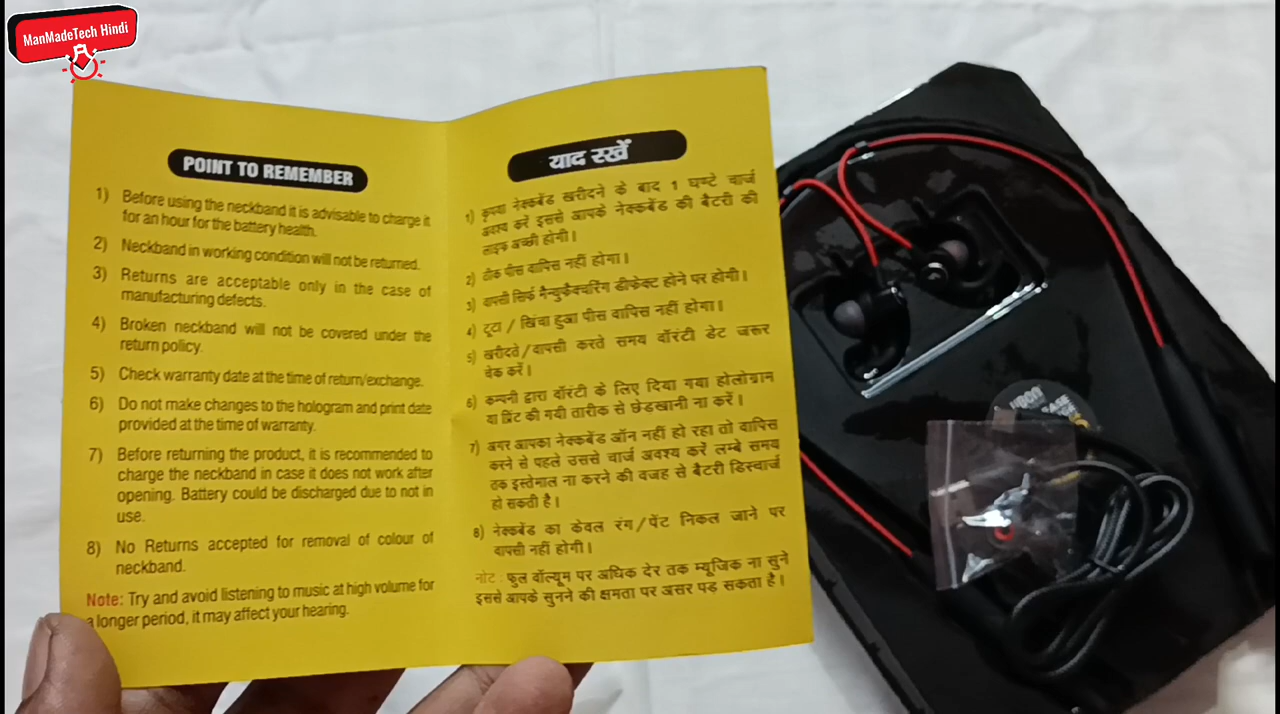 ManMadeTech Hindi
POINT TO REMEMBER
1) Before using the neckband it is advisable to charge it
for an hour for the battery health.
2) Neckband in working condition will not be returned.
3) Returns are acceptable only in the case of
manufacturing defects.
4) Broken neckband will not be covered under the
return policy.
5) Check warranty date at the time of return/exchange.
6) Do not make changes to the hologram and print date
provided at the time of warranty.
7) Before returning the product, it is recommended to
charge the neckband in case it does not work after
opening. Battery could be discharged due to not in
use.
8) No Returns accepted for removal of colour of
neckband.
Note: Try and avoid listening to music at high volume for
a longer period, it may affect your hearing.
याद रखें
1) कृपया नेक्कबेंड खरीदने के बाद 1 घण्टे चार्ज
अवश्य करें इससे आपके नेक्कबेंड की बैटरी की
लाइफ अच्छी होगी।
2) ठीक पीस वापिस नहीं होगा।
3) वापसी सिर्फ मैन्युफैक्चरिंग डीफेक्ट होने पर होगी।
4) टूटा / खिंचा हुआ पीस वापिस नहीं होगा।
5) खरीदते/वापसी करते समय वॉरंटी डेट जरूर
चेक करें।
6) कम्पनी द्वारा वॉरंटी के लिए दिया गया होलोग्राम
या प्रिंट की गयी तारीक से छेडखानी ना करें।
7) अगर आपका नेक्कबेंड ऑन नहीं हो रहा तो वापिस
करने से पहले उससे चार्ज अवश्य करें लम्बे समय
तक इस्तेमाल ना करने की वजह से बैटरी डिस्चार्ज
हो सकती है।
8) नेक्कबेंड का केवल रंग/पेंट निकल जाने पर
वापसी नहीं होगी।
नोट : फुल वॉल्यूम पर अधिक देर तक म्यूजिक ना सुने
इससे आपके सुनने की क्षमता पर असर पड़ सकता है।
ubon